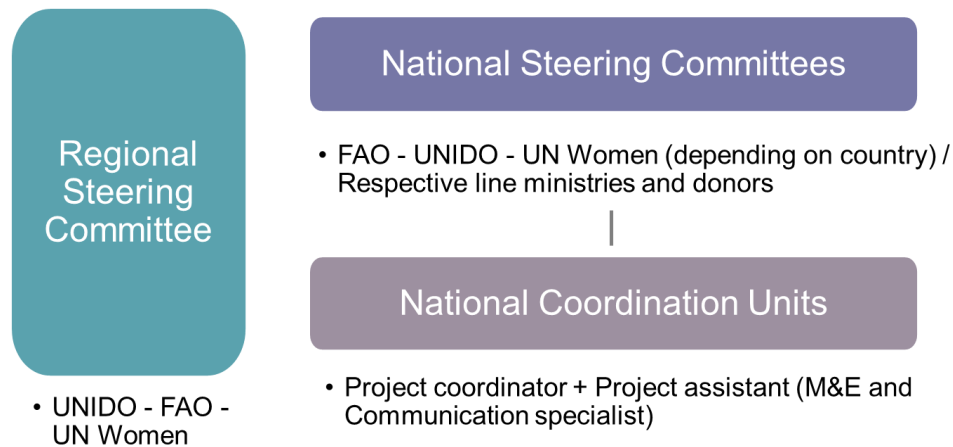 Regional
Steering
Committee
• UNIDO - FAO -
UN Women
National Steering Committees
• FAO - UNIDO - UN Women (depending on country) /
Respective line ministries and donors
National Coordination Units
• Project coordinator + Project assistant (M&E and
Communication specialist)